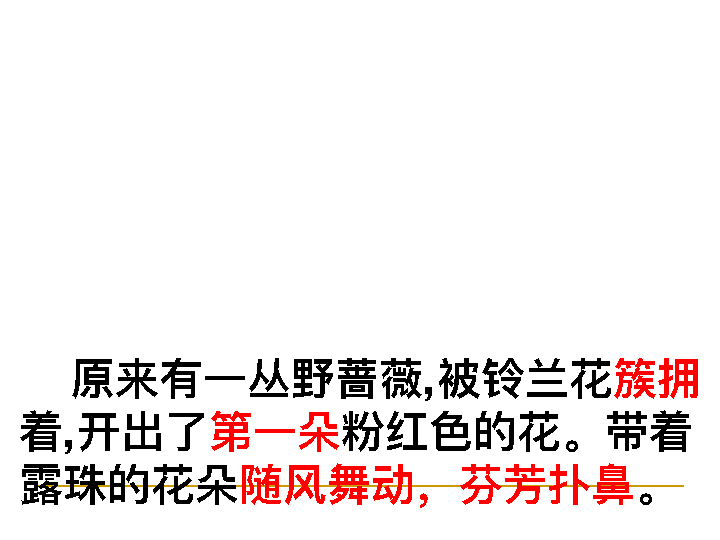 原来有一丛野蔷薇,被铃兰花簇拥
着,开出了第一朵粉红色的花。带着
露珠的花朵随风舞动，芬芳扑鼻。